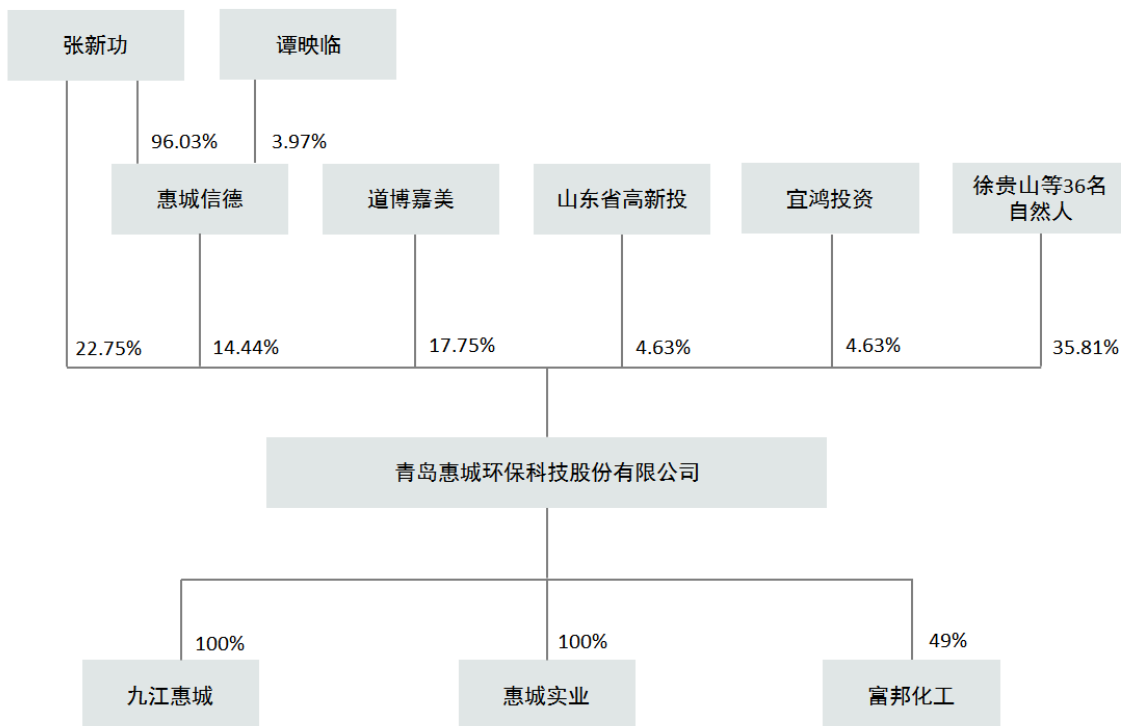 张新功
谭映临
96.03%
3.97%
惠城信德
道博嘉美
山东省高新投
宜鸿投资
徐贵山等36名
自然人
22.75%
14.44%
17.75%
4.63%
4.63%
35.81%
青岛惠城环保科技股份有限公司
100%
100%
49%
九江惠城
惠城实业
富邦化工